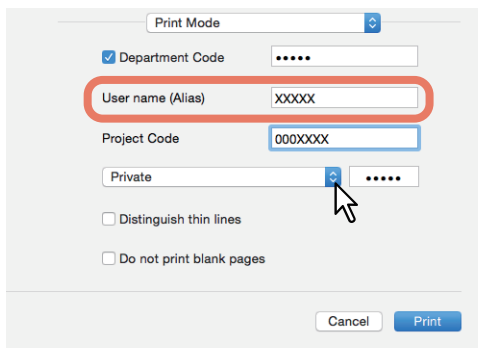 Print Mode
Department Code •••••
User name (Alias) XXXXX
Project Code 000XXXX
Private •••••
Distinguish thin lines
Do not print blank pages
Cancel Print